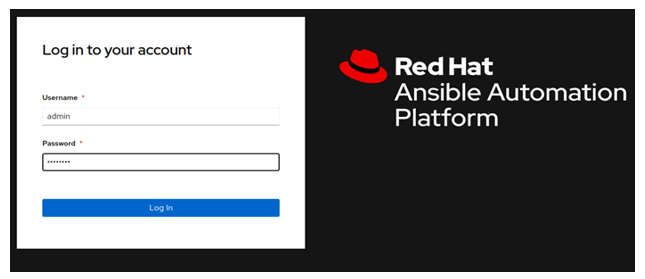 Log in to your account
Username *
admin
Password *
••••••••
Log In
Red Hat
Ansible Automation
Platform